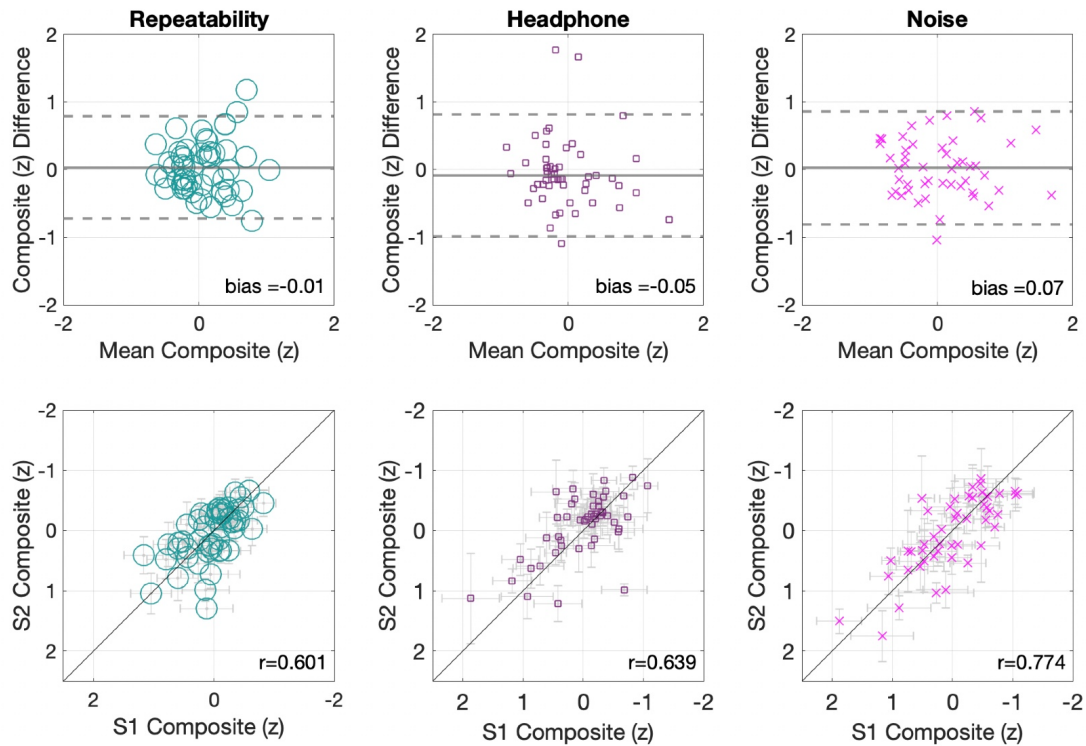 Repeatability
Headphone
Noise
Composite (z) Difference
2
1
0
-1
-2
bias =-0.01
-2
0
2
Mean Composite (z)
Composite (z) Difference
2
1
0
-1
-2
bias =-0.05
-2
0
2
Mean Composite (z)
Composite (z) Difference
2
1
0
-1
-2
bias =0.07
-2
0
2
Mean Composite (z)
S2 Composite (z)
-2
-1
0
1
2
r=0.601
2
0
-2
S1 Composite (z)
S2 Composite (z)
-2
-1
0
1
2
r=0.639
2
1
0
-1
-2
S1 Composite (z)
S2 Composite (z)
-2
-1
0
1
2
r=0.774
2
1
0
-1
-2
S1 Composite (z)